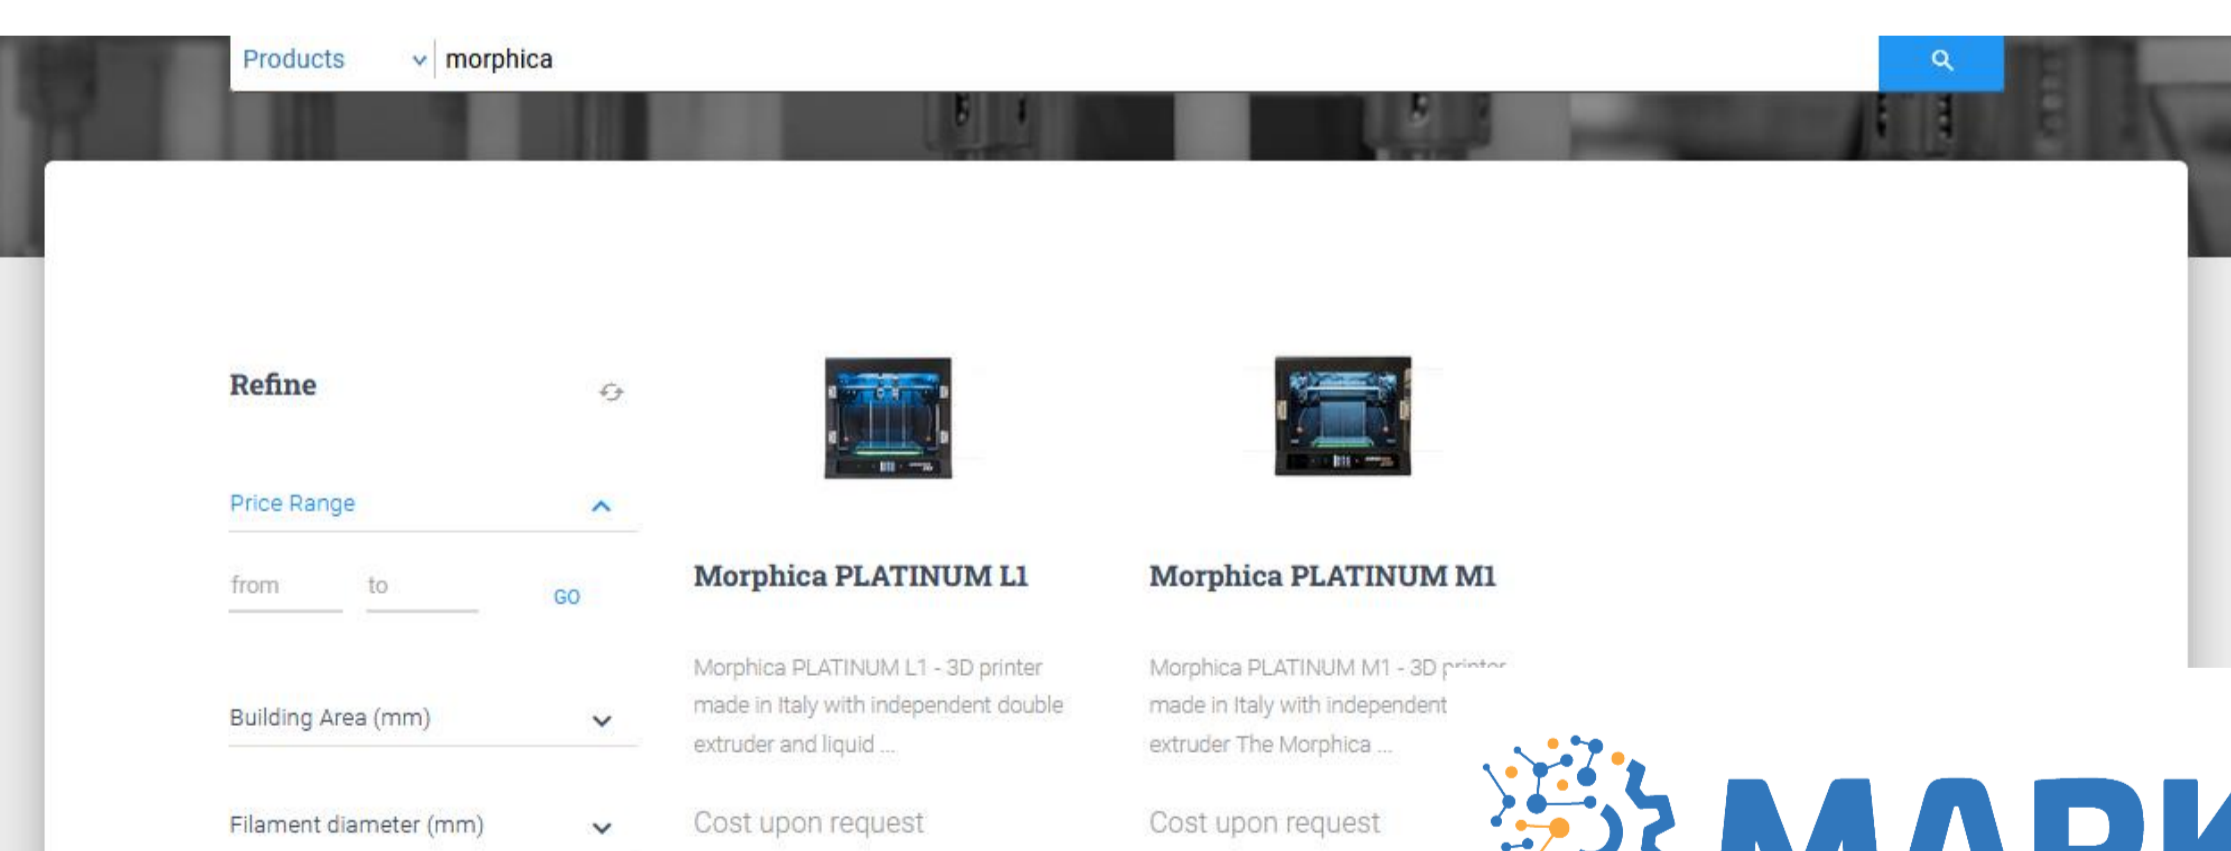 Products morphica
Refine
Price Range
from to GO
Building Area (mm)
Filament diameter (mm)
Morphica PLATINUM L1
Morphica PLATINUM L1 - 3D printer
made in Italy with independent double
extruder and liquid ...
Cost upon request
Morphica PLATINUM M1
Morphica PLATINUM M1 - 3D printer
made in Italy with independent
extruder The Morphica ...
Cost upon request